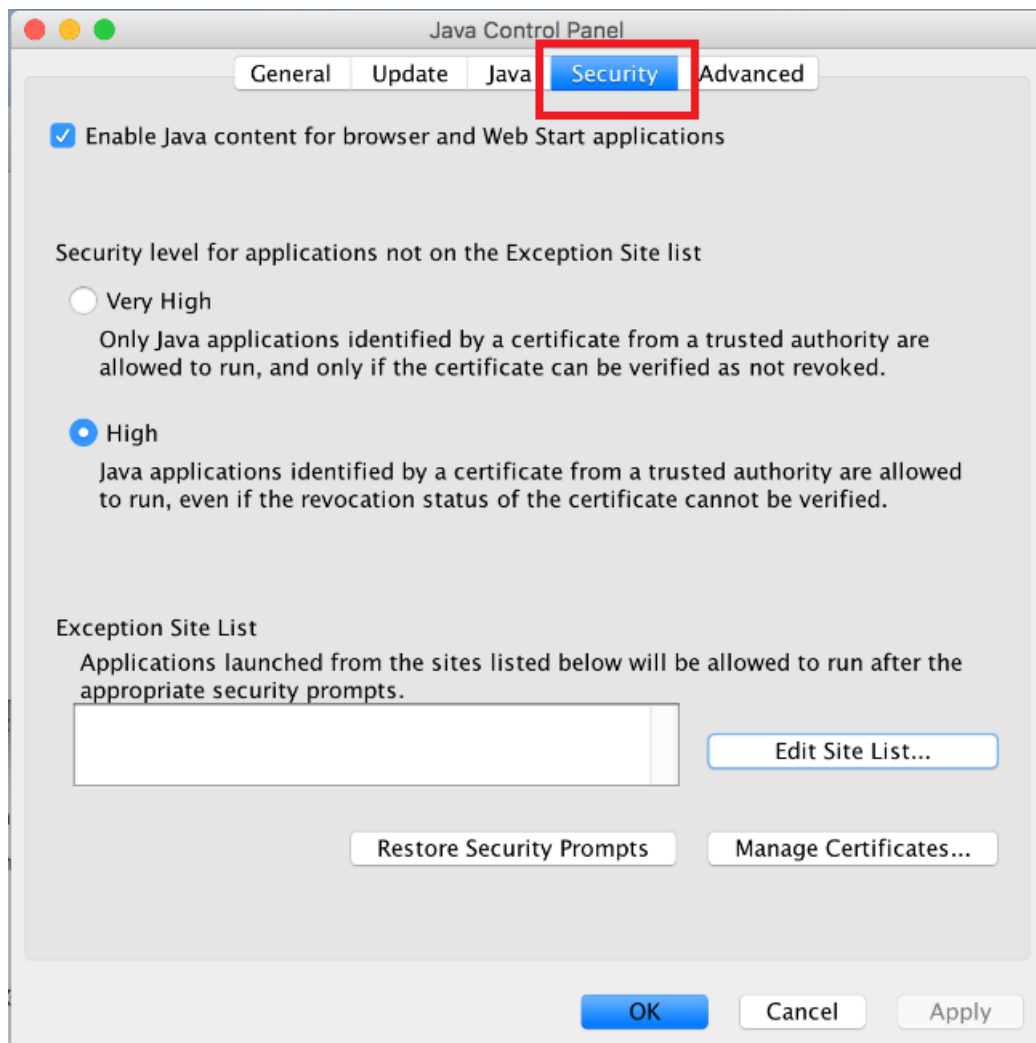 Java Control Panel
General Update Java Security Advanced
Enable Java content for browser and Web Start applications
Security level for applications not on the Exception Site list
Very High
Only Java applications identified by a certificate from a trusted authority are
allowed to run, and only if the certificate can be verified as not revoked.
High
Java applications identified by a certificate from a trusted authority are allowed
to run, even if the revocation status of the certificate cannot be verified.
Exception Site List
Applications launched from the sites listed below will be allowed to run after the
appropriate security prompts.
Edit Site List...
Restore Security Prompts Manage Certificates...
OK Cancel Apply